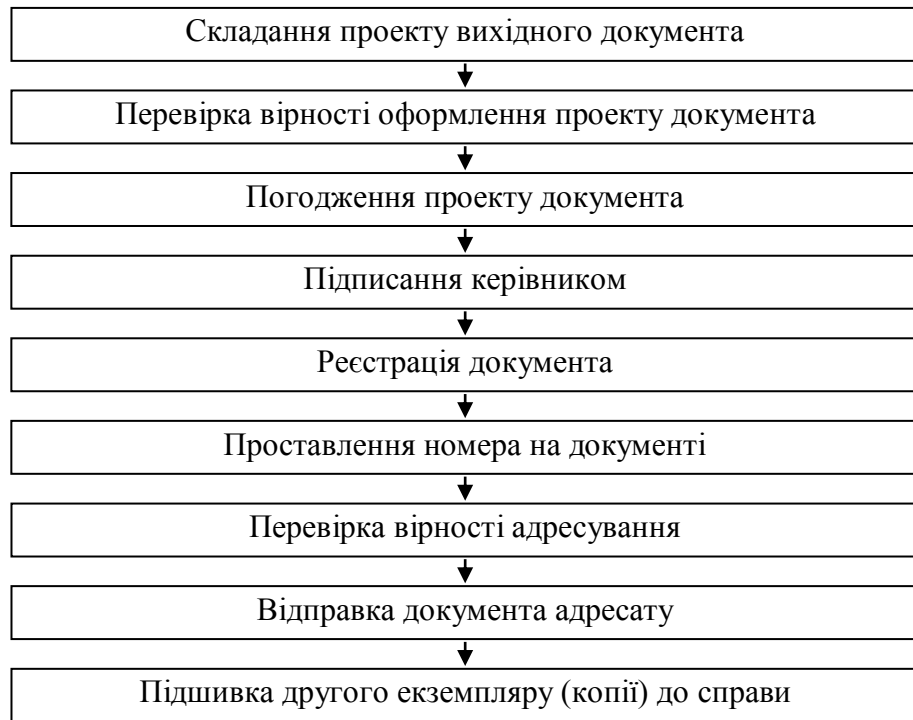 Складання проекту вихідного документа
Перевірка вірності оформлення проекту документа
Погодження проекту документа
Підписання керівником
Реєстрація документа
Проставлення номера на документі
Перевірка вірності адресування
Відправка документа адресату
Підшивка другого екземпляру (копії) до справи